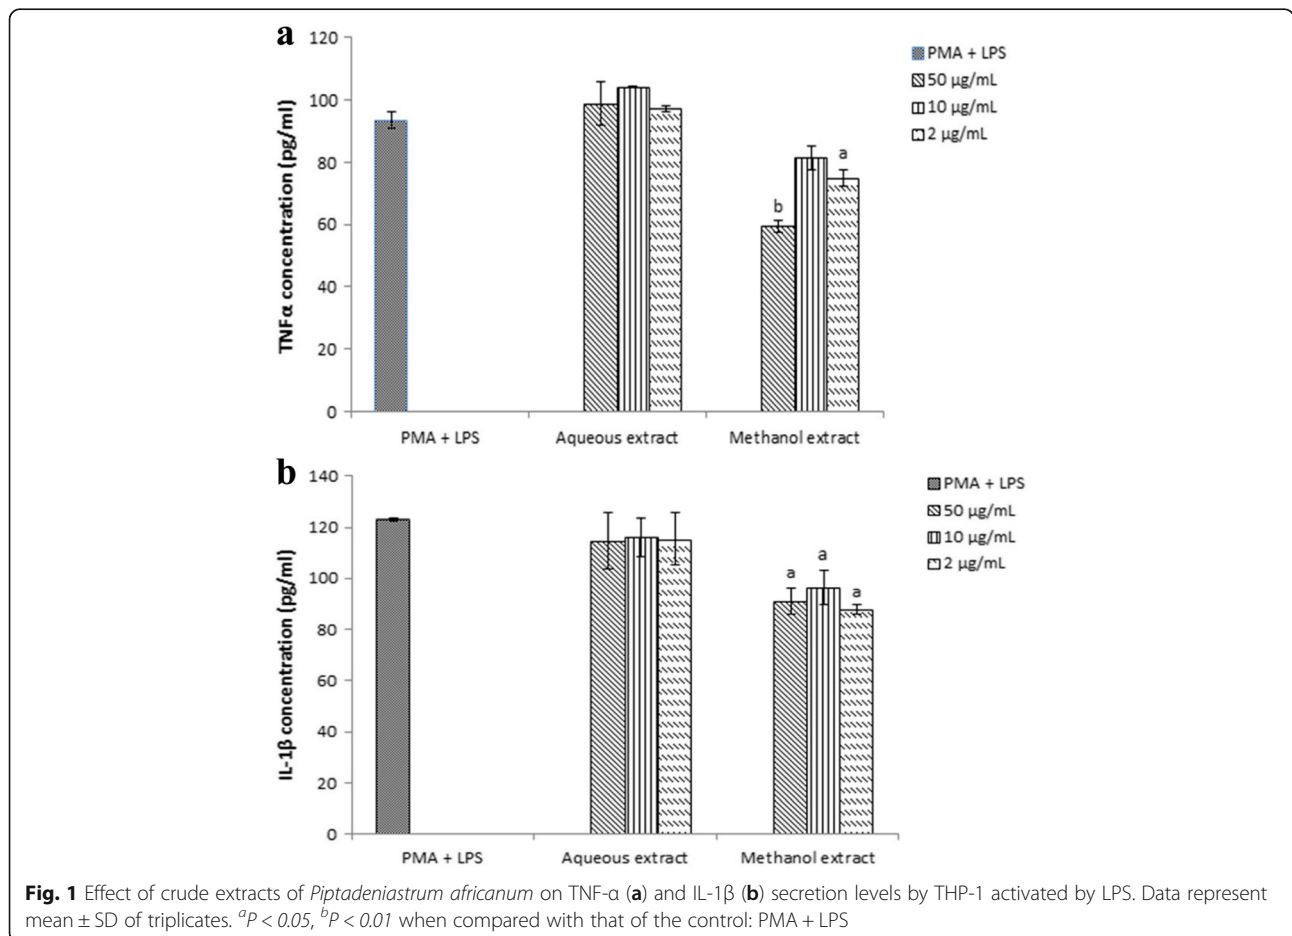 a
120
100
80
60
40
20
0
TNFα concentration (pg/ml)
a
b
PMA + LPS
Aqueous extract
Methanol extract
PMA + LPS
50 µg/mL
10 µg/mL
2 µg/mL
b
140
120
100
80
60
40
20
0
IL-1β concentration (pg/ml)
a
a
a
PMA + LPS
Aqueous extract
Methanol extract
PMA + LPS
50 µg/mL
10 µg/mL
2 µg/mL
Fig. 1 Effect of crude extracts of Piptadeniastrum africanum on TNF-α (a) and IL-1β (b) secretion levels by THP-1 activated by LPS. Data represent
mean ± SD of triplicates. aP < 0.05, bP < 0.01 when compared with that of the control: PMA + LPS